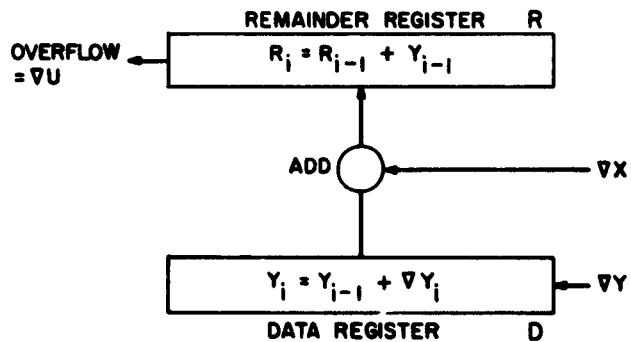 REMAINDER REGISTER R
OVERFLOW
= ∇U
R_i = R_{i-1} + Y_{i-1}
ADD
∇X
Y_i = Y_{i-1} + ∇Y_i
∇Y
DATA REGISTER D